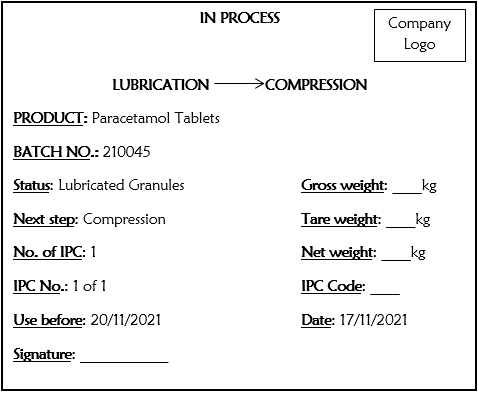 IN PROCESS
Company
Logo
LUBRICATION ⟶ COMPRESSION
PRODUCT: Paracetamol Tablets
BATCH NO.: 210045
Status: Lubricated Granules Gross weight: ____kg
Next step: Compression Tare weight: ____kg
No. of IPC: 1 Net weight: ____kg
IPC No.: 1 of 1 IPC Code: ____
Use before: 20/11/2021 Date: 17/11/2021
Signature: ____________